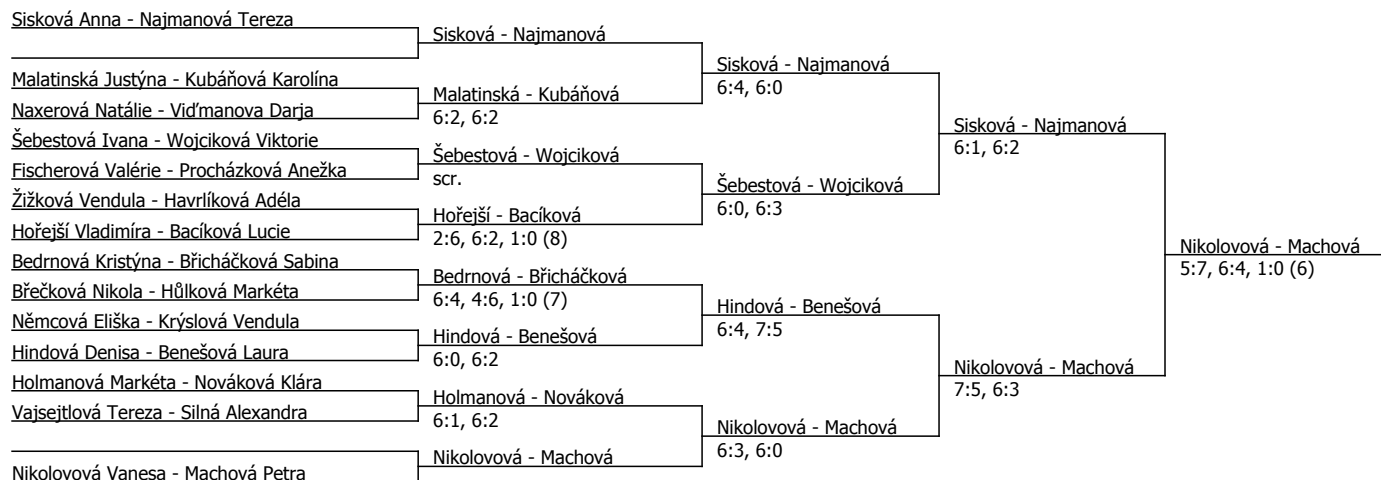 Sisková Anna - Najmanová Tereza
Malatinská Justýna - Kubáňová Karolína
Naxerová Natálie - Viďmanova Darja
Šebestová Ivana - Wojciková Viktorie
Fischerová Valérie - Procházková Anežka
Žižková Vendula - Havrlíková Adéla
Hořejší Vladimíra - Bacíková Lucie
Bedrnová Kristýna - Břicháčková Sabina
Břečková Nikola - Hůlková Markéta
Němcová Eliška - Krýslová Vendula
Hindová Denisa - Benešová Laura
Holmanová Markéta - Nováková Klára
Vajsejtlová Tereza - Silná Alexandra
Nikolovová Vanesa - Machová Petra
Sisková - Najmanová
Malatinská - Kubáňová
6:2, 6:2
Šebestová - Wojciková
scr.
Hořejší - Bacíková
2:6, 6:2, 1:0 (8)
Bedrnová - Břicháčková
6:4, 4:6, 1:0 (7)
Hindová - Benešová
6:0, 6:2
Holmanová - Nováková
6:1, 6:2
Nikolovová - Machová
Sisková - Najmanová
6:4, 6:0
Šebestová - Wojciková
6:0, 6:3
Hindová - Benešová
6:4, 7:5
Nikolovová - Machová
6:3, 6:0
Sisková - Najmanová
6:1, 6:2
Nikolovová - Machová
7:5, 6:3
Nikolovová - Machová
5:7, 6:4, 1:0 (6)